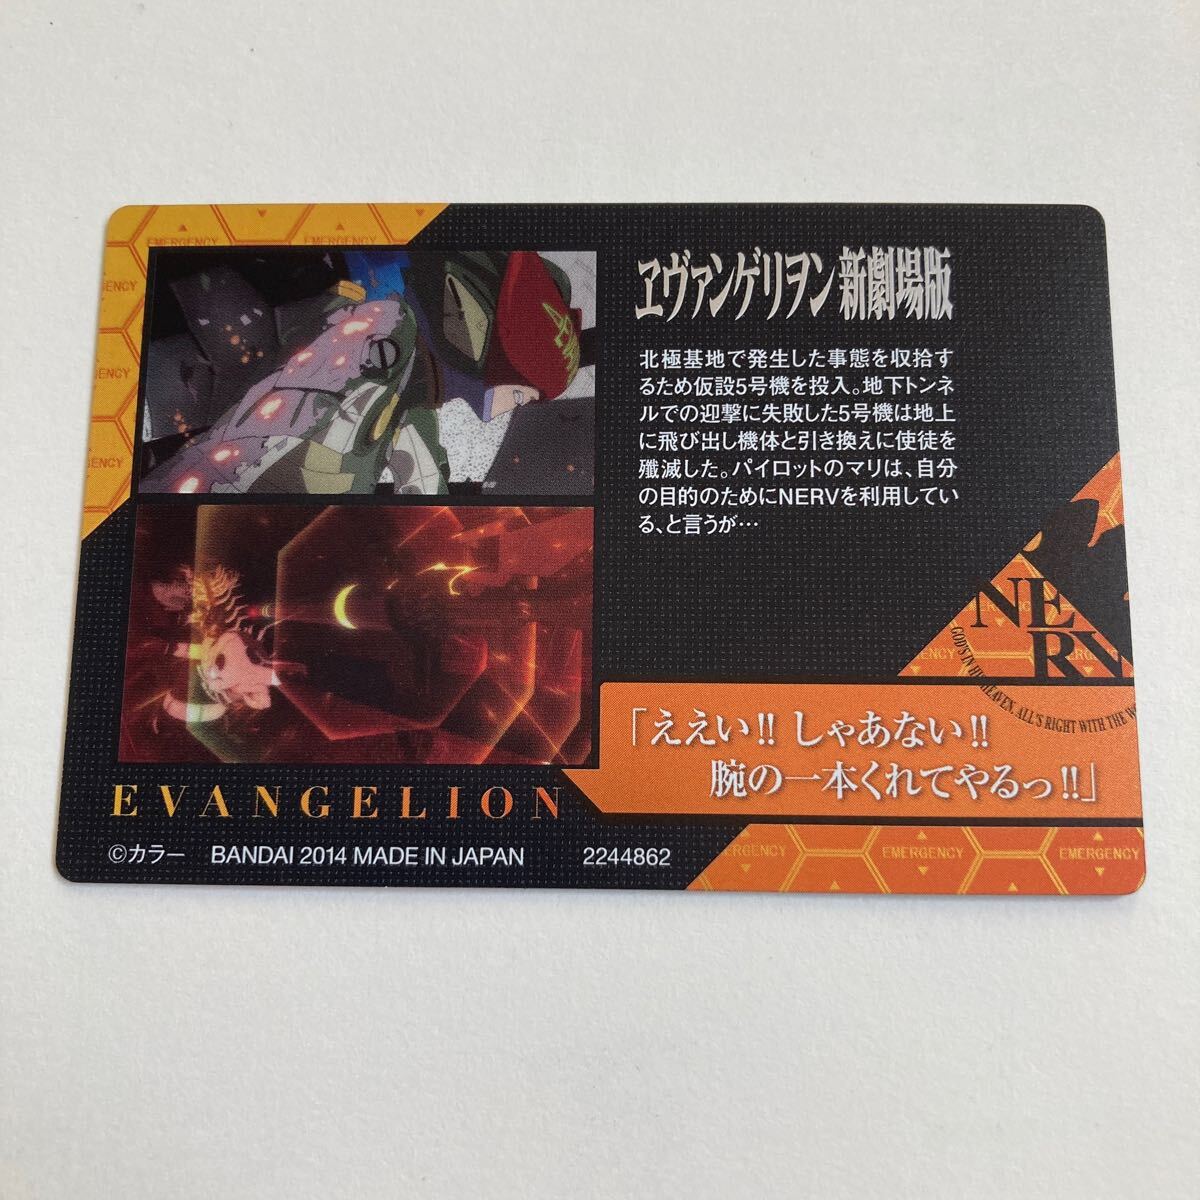 EMERGENCY
EMERGENCY
ENCY
ENCY
ENCY
ヱヴァンゲリヲン新劇場版
北極基地で発生した事態を収拾す
るため仮設5号機を投入。地下トンネ
ルでの迎撃に失敗した5号機は地上
に飛び出し機体と引き換えに使徒を
殲滅した。パイロットのマリは、自分
の目的のためにNERVを利用してい
る、と言うが…
NE
RV
GOD'S IN HIS HEAVEN, ALL'S RIGHT WITH THE W
「ええい!! しゃあない!!
腕の一本くれてやるっ!!」
EVANGELION
©カラー BANDAI 2014 MADE IN JAPAN 2244862
ERGENCY
EMERGENCY
EMERGENCY